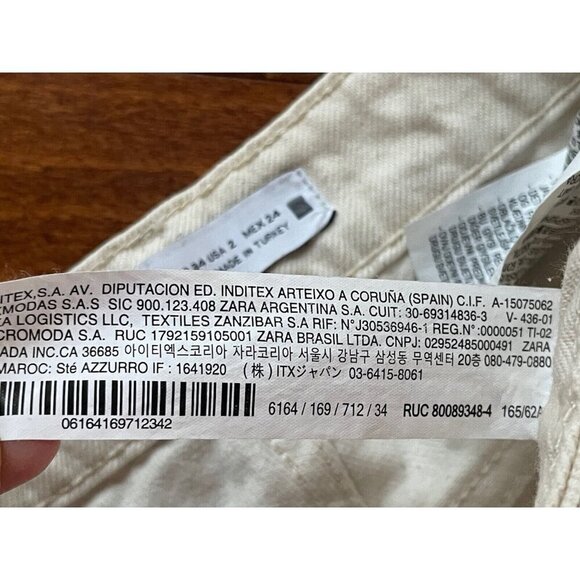 34 USA 2 MEX 24
MADE IN TURKEY
DITEX,S.A. AV. DIPUTACION ED. INDITEX ARTEIXO A CORUÑA (SPAIN) C.I.F. A-15075062
XMODAS S.A.S SIC 900.123.408 ZARA ARGENTINA S.A. CUIT: 30-69314836-3 V- 436-01
A LOGISTICS LLC, TEXTILES ZANZIBAR S.A RIF: N°J30536946-1 REG.N°:0000051 TI-02
CROMODA S.A. RUC 1792159105001 ZARA BRASIL LTDA. CNPJ: 02952485000491 ZARA
ADA INC.CA 36685 아이티엑스코리아 자라코리아 서울시 강남구 삼성동 무역센터 20층 080-479-0880
MAROC: Sté AZZURRO IF : 1641920 (株) ITXジャパン 03-6415-8061
6164 / 169 / 712 / 34 RUC 80089348-4 165/62A
06164169712342